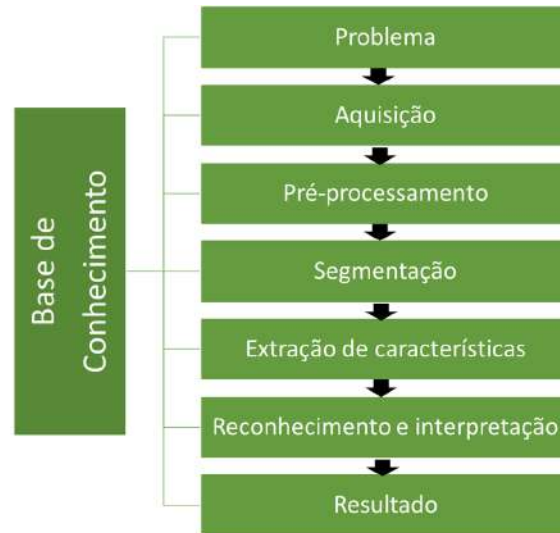 Base de
Conhecimento
Problema
Aquisição
Pré-processamento
Segmentação
Extração de características
Reconhecimento e interpretação
Resultado